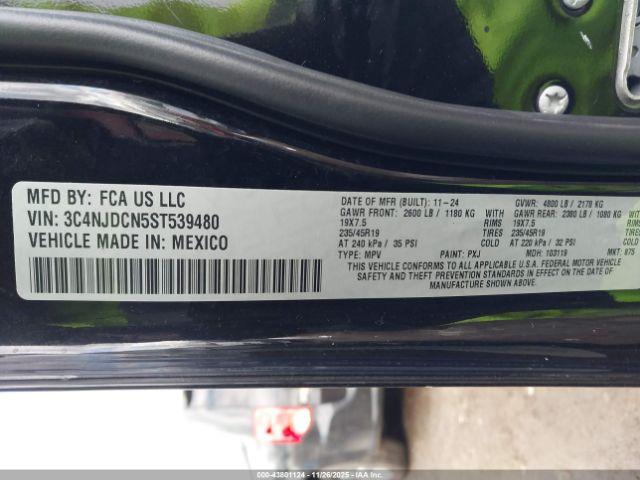 MFD BY: FCA US LLC
VIN: 3C4NJDCN5ST539480
VEHICLE MADE IN: MEXICO
DATE OF MFR (BUILT): 11-24 GVWR: 4800 LB / 2178 KG
GAWR FRONT: 2600 LB / 1180 KG WITH GAWR REAR: 2380 LB / 1080 KG
19X7.5 RIMS 19X7.5
235/45R19 TIRES 235/45R19
AT 240 kPa / 35 PSI COLD AT 220 kPa / 32 PSI COLD
TYPE: MPV PAINT: PXJ MDH: 103119 MKT: 875
THIS VEHICLE CONFORMS TO ALL APPLICABLE U.S.A. FEDERAL MOTOR VEHICLE
SAFETY AND THEFT PREVENTION STANDARDS IN EFFECT ON THE DATE OF
MANUFACTURE SHOWN ABOVE.
000-43801124 - 11/26/2025 - IAAI.COM